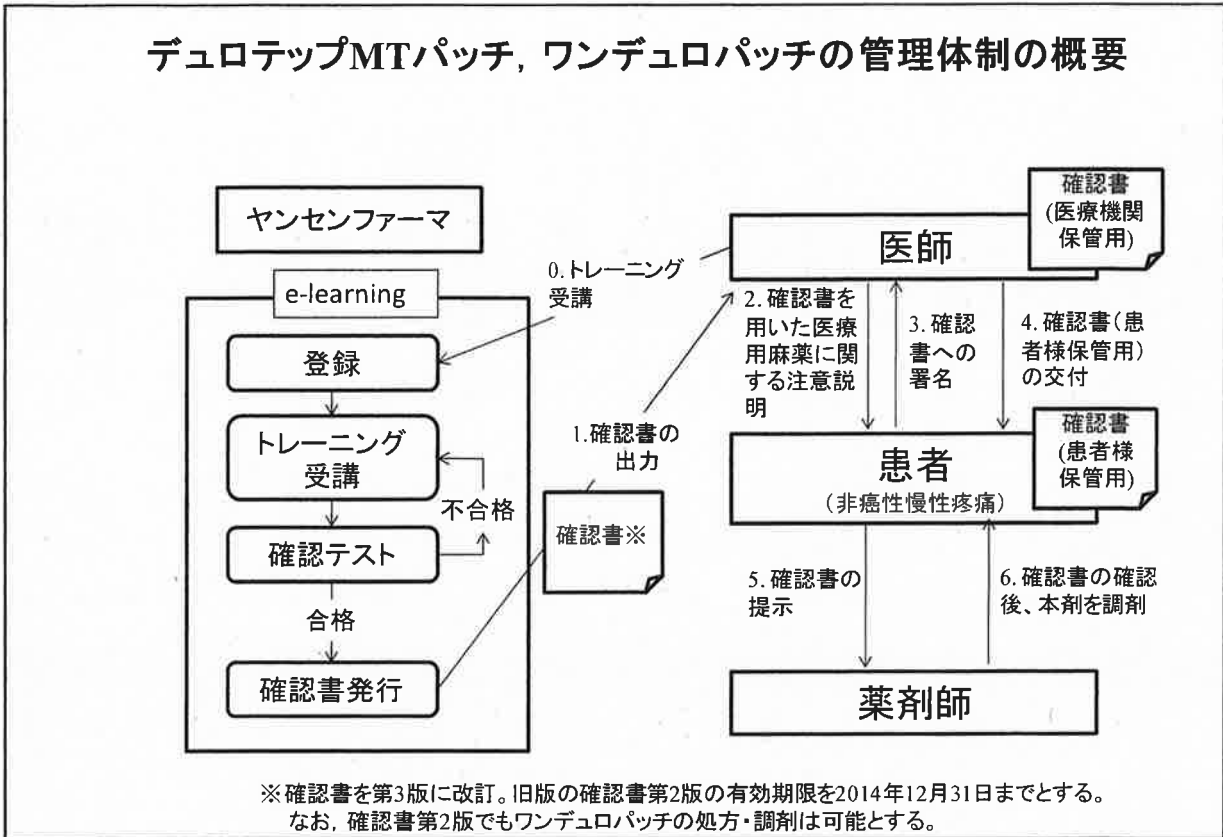 デュロテップMTパッチ，ワンデュロパッチの管理体制の概要
ヤンセンファーマ
e-learning
登録
トレーニング
受講
確認テスト
不合格
合格
確認書発行
0.トレーニング
受講
1.確認書の
出力
確認書※
医師
確認書
(医療機関
保管用)
2.確認書を
用いた医療
用麻薬に関
する注意説
明
3.確認
書への
署名
4.確認書(患
者様保管用)
の交付
患者
(非癌性慢性疼痛)
確認書
(患者様
保管用)
5.確認書の
提示
6.確認書の確認
後、本剤を調剤
薬剤師
※確認書を第3版に改訂。旧版の確認書第2版の有効期限を2014年12月31日までとする。
なお，確認書第2版でもワンデュロパッチの処方・調剤は可能とする。